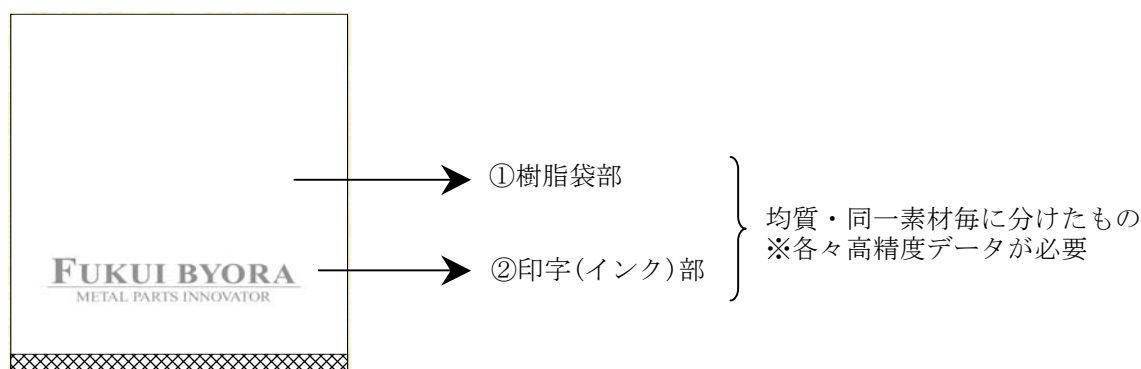 ①樹脂袋部
均質・同一素材毎に分けたもの
※各々高精度データが必要
FUKUI BYORA
METAL PARTS INNOVATOR
②印字(インク)部